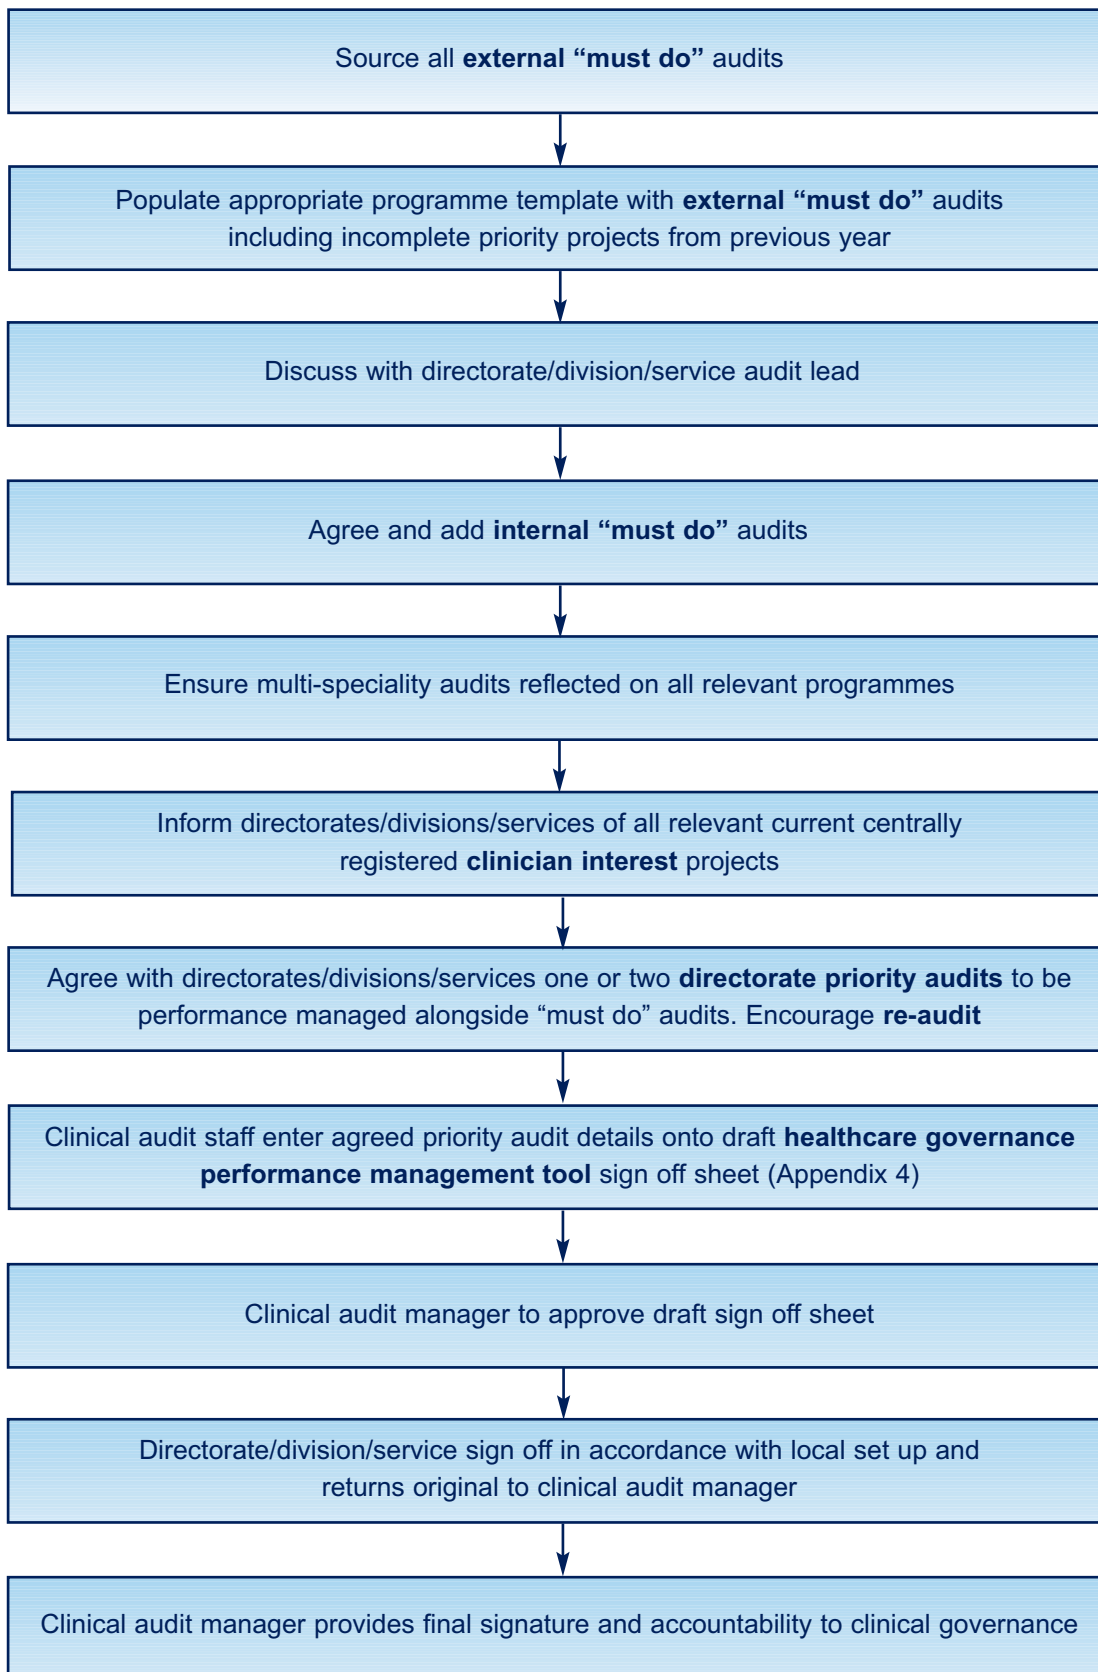 Source all external “must do” audits
Populate appropriate programme template with external “must do” audits
including incomplete priority projects from previous year
Discuss with directorate/division/service audit lead
Agree and add internal “must do” audits
Ensure multi-speciality audits reflected on all relevant programmes
Inform directorates/divisions/services of all relevant current centrally
registered clinician interest projects
Agree with directorates/divisions/services one or two directorate priority audits to be
performance managed alongside “must do” audits. Encourage re-audit
Clinical audit staff enter agreed priority audit details onto draft healthcare governance
performance management tool sign off sheet (Appendix 4)
Clinical audit manager to approve draft sign off sheet
Directorate/division/service sign off in accordance with local set up and
returns original to clinical audit manager
Clinical audit manager provides final signature and accountability to clinical governance